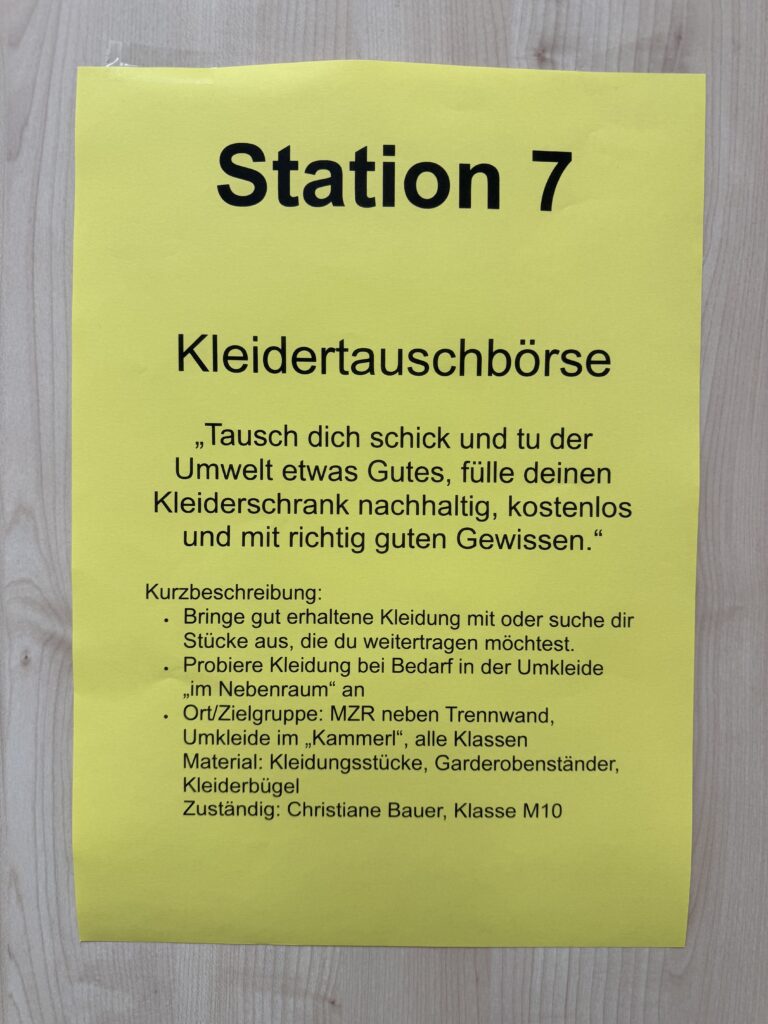 Station 7
Kleidertauschbörse
„Tausch dich schick und tu der
Umwelt etwas Gutes, fülle deinen
Kleiderschrank nachhaltig, kostenlos
und mit richtig guten Gewissen.“
Kurzbeschreibung:
• Bringe gut erhaltene Kleidung mit oder suche dir
Stücke aus, die du weitertragen möchtest.
• Probiere Kleidung bei Bedarf in der Umkleide
„im Nebenraum“ an
• Ort/Zielgruppe: MZR neben Trennwand,
Umkleide im „Kammerl“, alle Klassen
Material: Kleidungsstücke, Garderobenständer,
Kleiderbügel
Zuständig: Christiane Bauer, Klasse M10